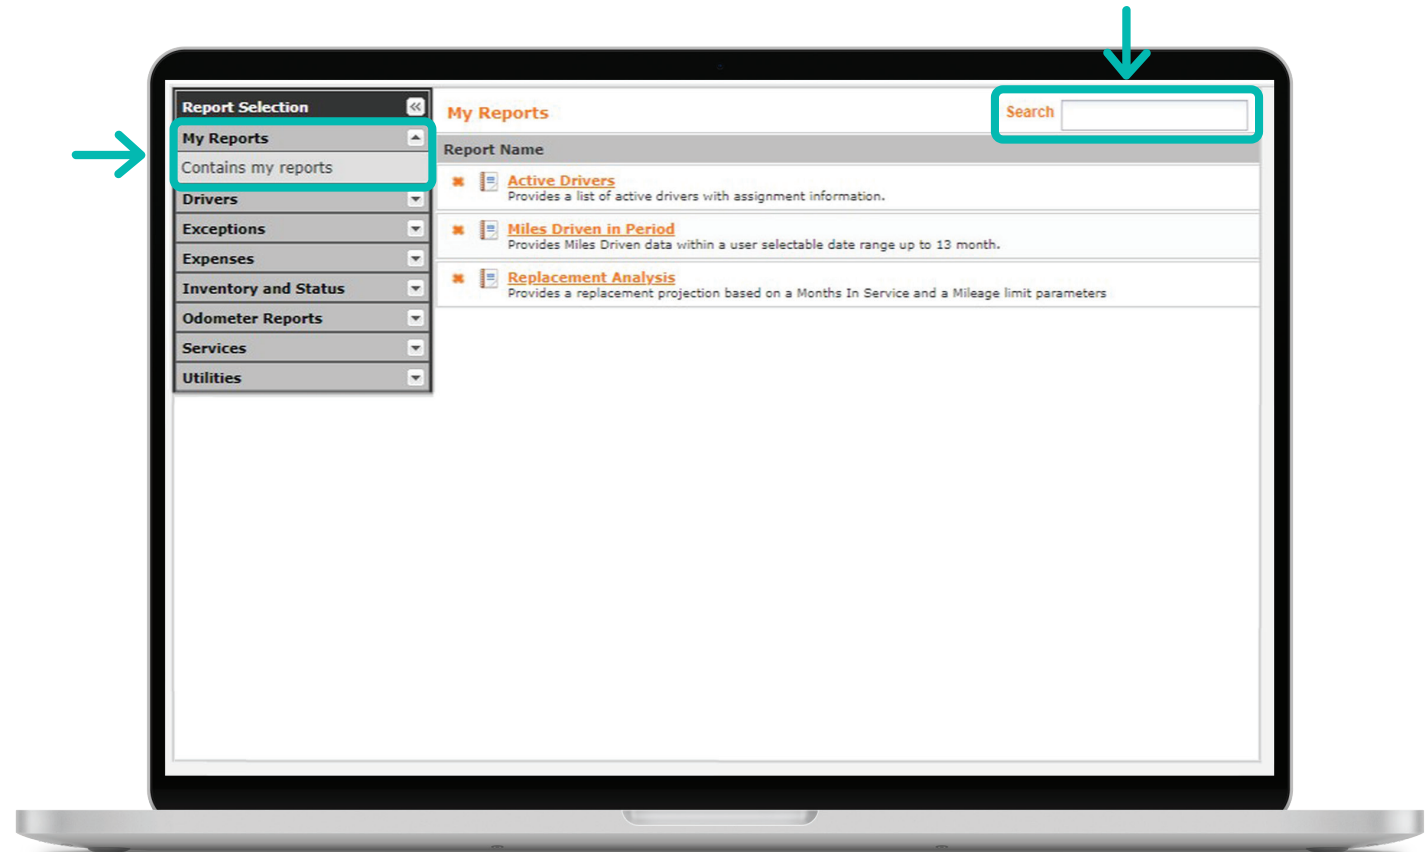 Report Selection
My Reports
Contains my reports
Drivers
Exceptions
Expenses
Inventory and Status
Odometer Reports
Services
Utilities
My Reports
Search
Report Name
Active Drivers
Provides a list of active drivers with assignment information.
Miles Driven in Period
Provides Miles Driven data within a user selectable date range up to 13 month.
Replacement Analysis
Provides a replacement projection based on a Months In Service and a Mileage limit parameters